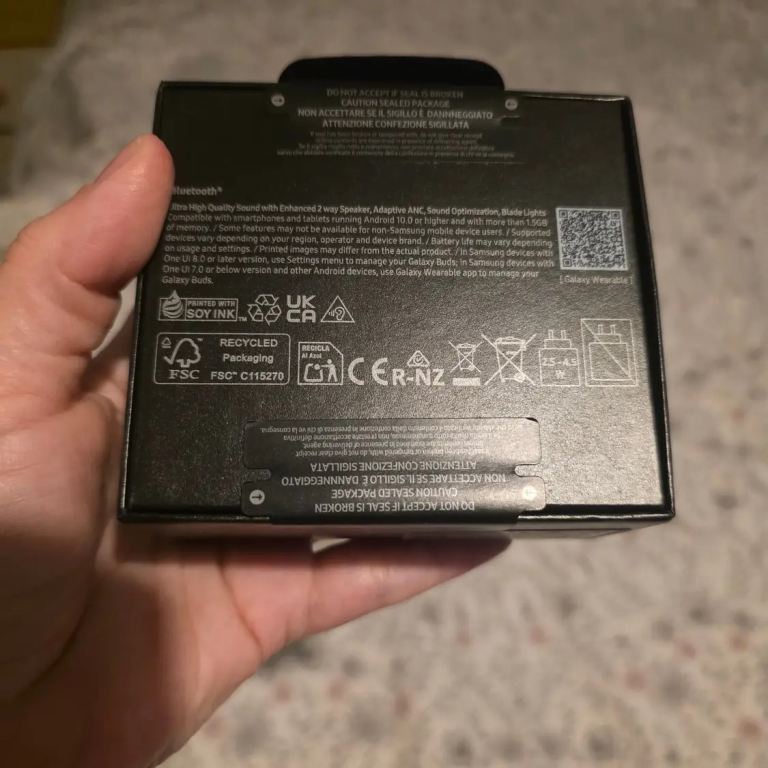 DO NOT ACCEPT IF SEAL IS BROKEN
CAUTION SEALED PACKAGE
NON ACCETTARE SE IL SIGILLO È DANNNEGGIATO
ATTENZIONE CONFEZIONE SIGILLATA
Bluetooth®
Ultra High Quality Sound with Enhanced 2 way Speaker, Adaptive ANC, Sound Optimization, Blade Lights
Compatible with smartphones and tablets running Android 10.0 or higher and with more than 1.5GB
of memory. / Some features may not be available for non-Samsung mobile device users. / Supported
devices vary depending on your region, operator and device brand. / Battery life may vary depending
on usage and settings. / Printed images may differ from the actual product. / In Samsung devices with
One UI 8.0 or later version, use Settings menu to manage your Galaxy Buds; in Samsung devices with
One UI 7.0 or below version and other Android devices, use Galaxy Wearable app to manage your
Galaxy Buds.
[ Galaxy Wearable ]
PRINTED WITH
SOY INK™
UK
CA
FSC
RECYCLED
Packaging
FSC™ C115270
RECICLA
Al Azul
CE
R-NZ
2.5 - 4.5
W
DO NOT ACCEPT IF SEAL IS BROKEN
CAUTION SEALED PACKAGE
NON ACCETTARE SE IL SIGILLO È DANNNEGGIATO
ATTENZIONE CONFEZIONE SIGILLATA